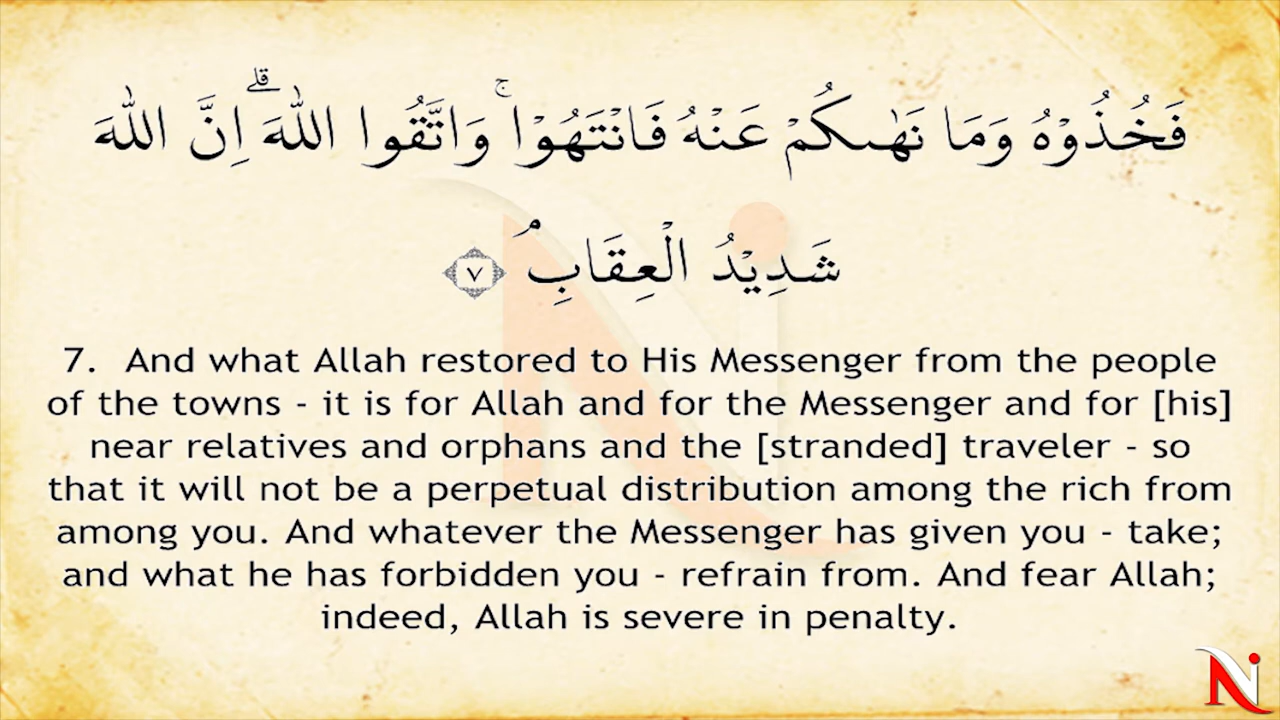 فَخُذُوْهُ وَمَا نَهٰىكُمْ عَنْهُ فَانْتَهُوْا ۚ وَاتَّقُوا اللّٰهَ ۗ اِنَّ اللّٰهَ
شَدِيْدُ الْعِقَابِ ۘ ٧
7. And what Allah restored to His Messenger from the people
of the towns - it is for Allah and for the Messenger and for [his]
near relatives and orphans and the [stranded] traveler - so
that it will not be a perpetual distribution among the rich from
among you. And whatever the Messenger has given you - take;
and what he has forbidden you - refrain from. And fear Allah;
indeed, Allah is severe in penalty.